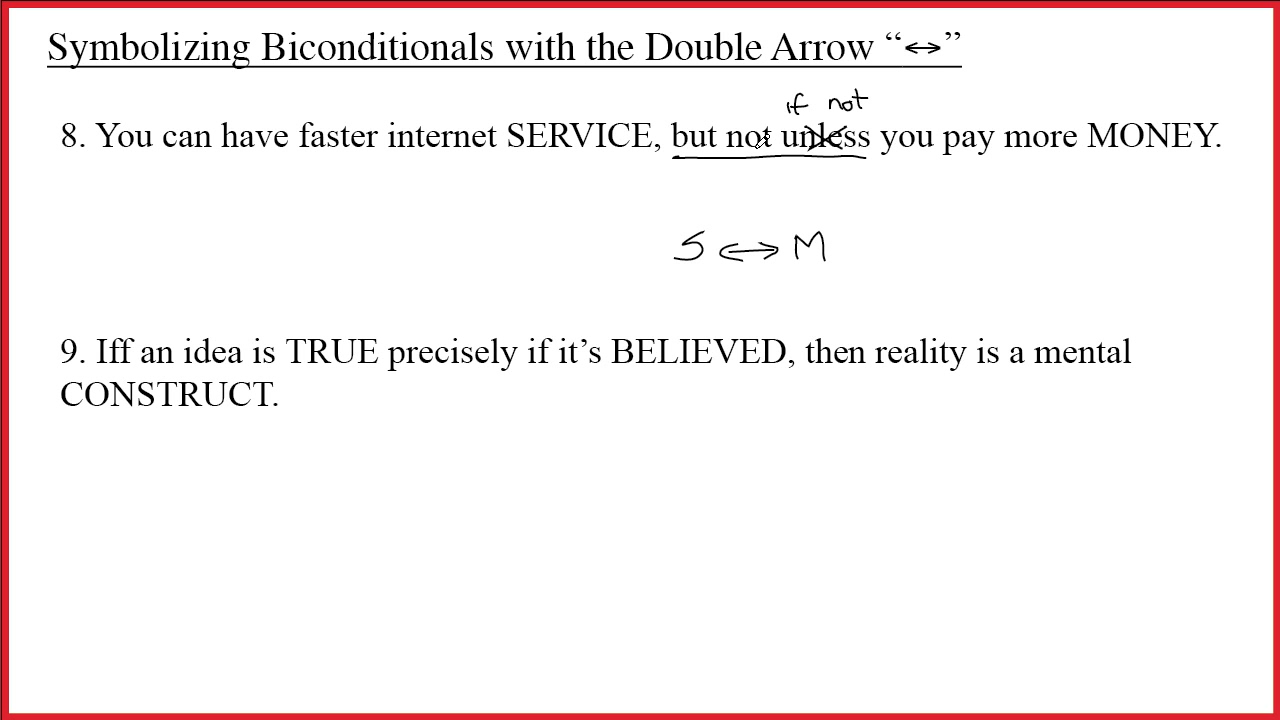 Symbolizing Biconditionals with the Double Arrow “↔”
if not
8. You can have faster internet SERVICE, but not unless you pay more MONEY.
S ↔ M
9. Iff an idea is TRUE precisely if it’s BELIEVED, then reality is a mental
CONSTRUCT.